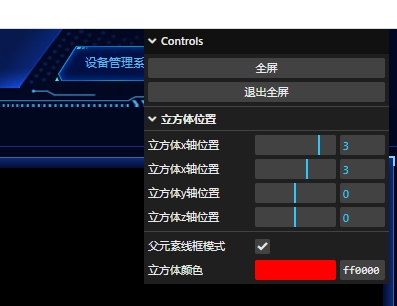 设备管理系
Controls
全屏
退出全屏
立方体位置
立方体x轴位置 3
立方体x轴位置 3
立方体y轴位置 0
立方体z轴位置 0
父元素线框模式
立方体颜色 ff0000